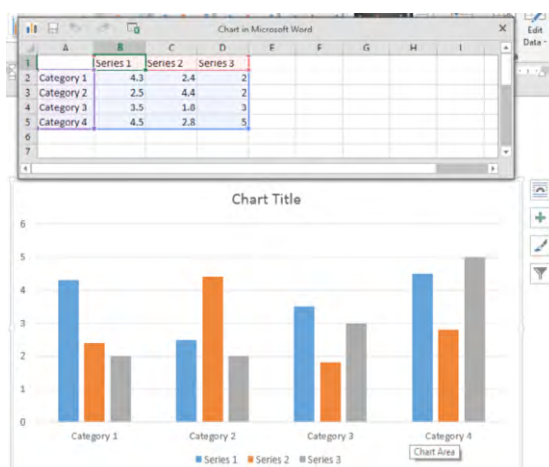 Chart in Microsoft Word
Edit
Data
A B C D E F G H I
1 Series 1 Series 2 Series 3
2 Category 1 4.3 2.4 2
3 Category 2 2.5 4.4 2
4 Category 3 3.5 1.8 3
5 Category 4 4.5 2.8 5
6
7
Chart Title
6
5
4
3
2
1
0
Category 1 Category 2 Category 3 Category 4
Chart Area
Series 1 Series 2 Series 3